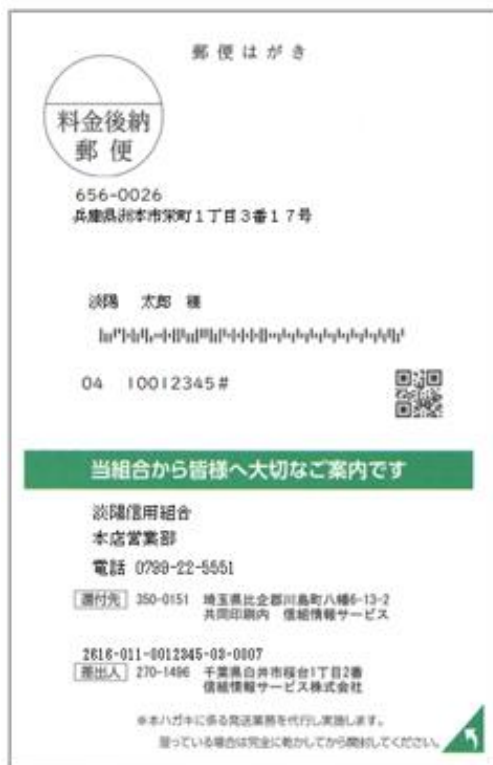 郵便はがき
料金後納
郵便
656-0026
兵庫県洲本市栄町1丁目3番17号
淡陽 太郎 様
04 10012345#
当組合から皆様へ大切なご案内です
淡陽信用組合
本店営業部
電話 0799-22-5551
還付先 350-0151 埼玉県比企郡川島町八幡6-13-2
共同印刷内 信組情報サービス
2616-011-0012345-03-0007
差出人 270-1496 千葉県白井市桜台1丁目2番
信組情報サービス株式会社
※本ハガキに係る発送業務を代行し実施します。
湿っている場合は完全に乾かしてから開封してください。